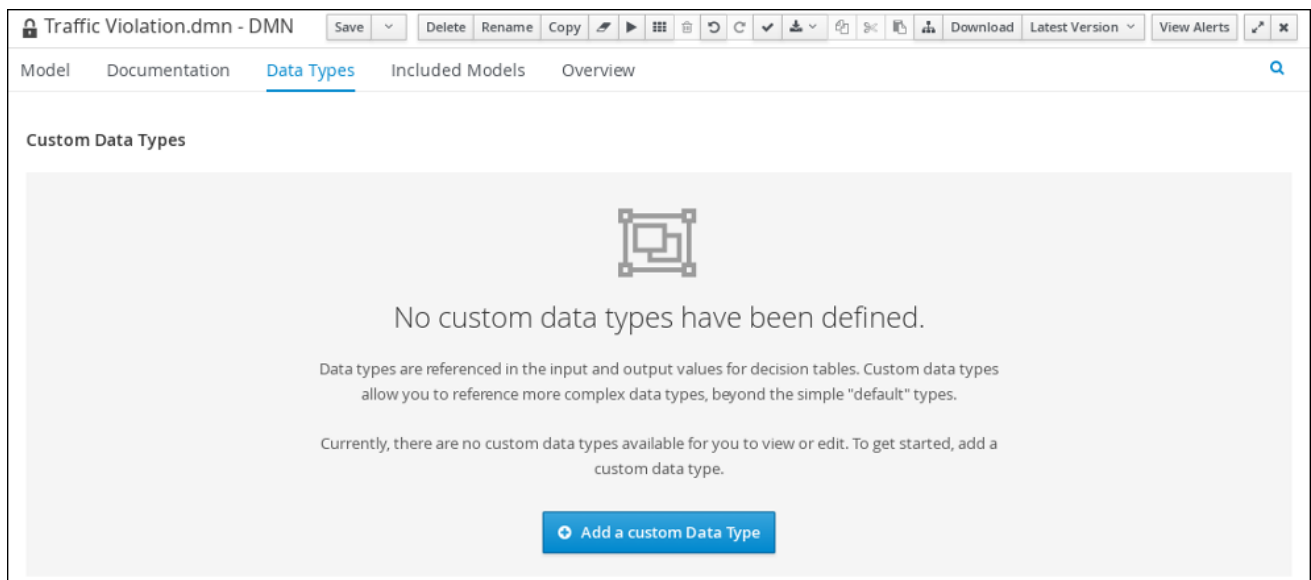 Traffic Violation.dmn - DMN Save Delete Rename Copy Download Latest Version View Alerts
Model Documentation Data Types Included Models Overview
Custom Data Types
No custom data types have been defined.
Data types are referenced in the input and output values for decision tables. Custom data types
allow you to reference more complex data types, beyond the simple "default" types.
Currently, there are no custom data types available for you to view or edit. To get started, add a
custom data type.
Add a custom Data Type